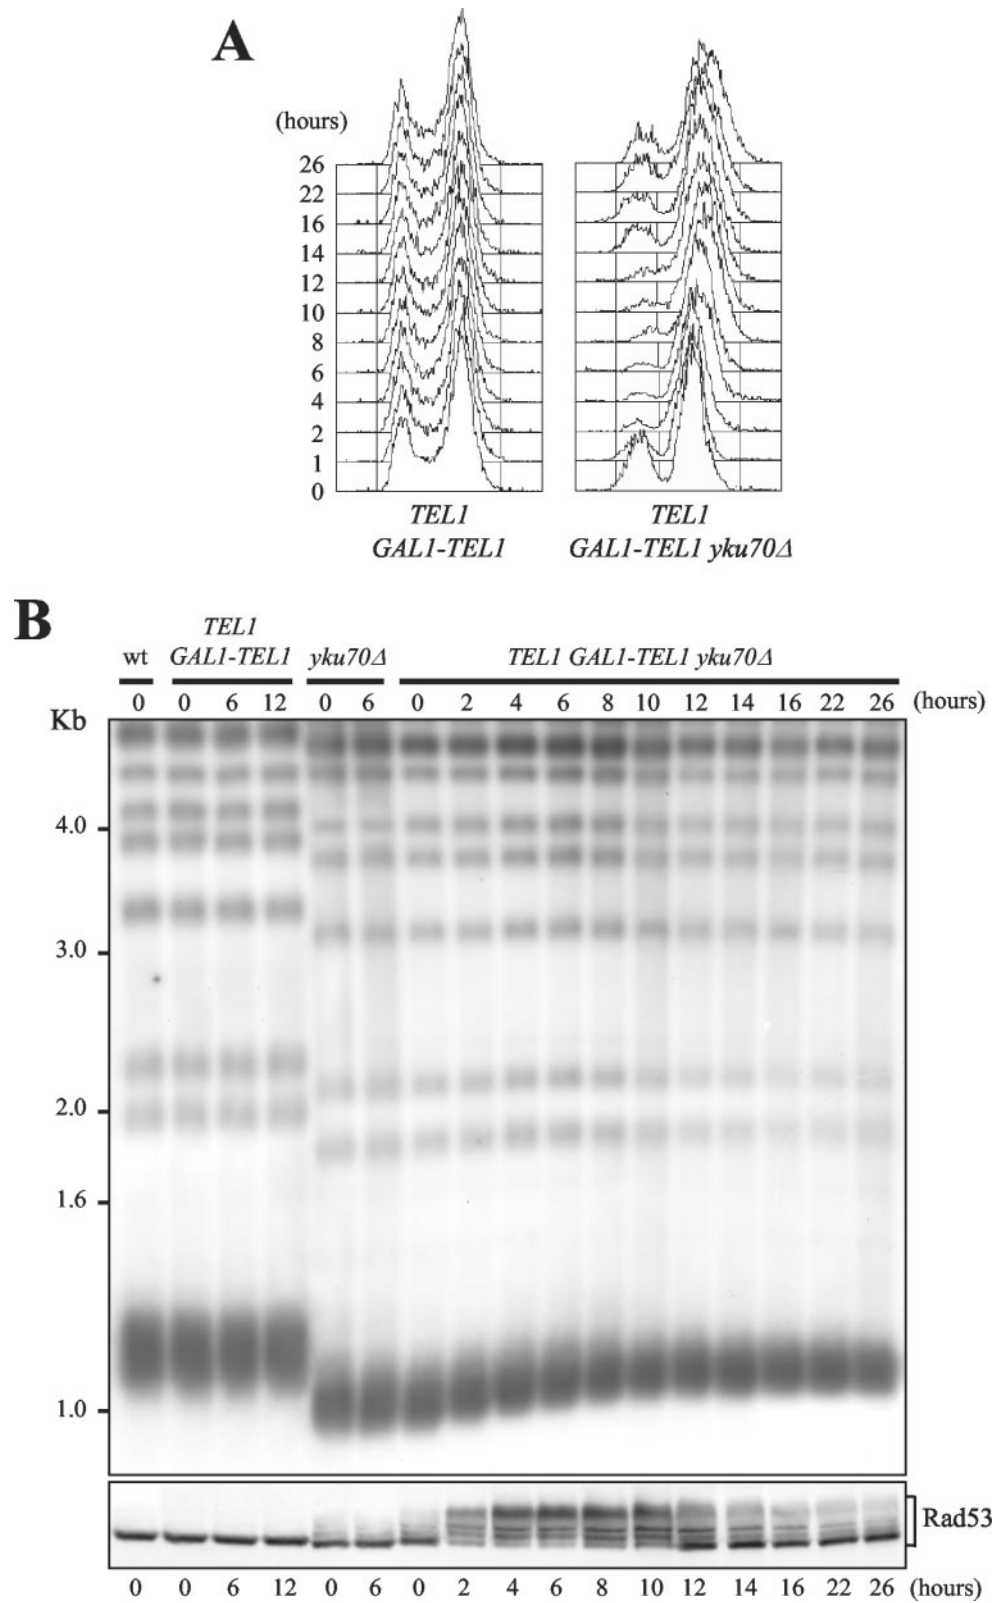 A
(hours)
26
22
16
14
12
10
8
6
4
2
1
0
TEL1 TEL1
GAL1-TEL1 GAL1-TEL1 yku70Δ
B
TEL1
wt GAL1-TEL1 yku70Δ TEL1 GAL1-TEL1 yku70Δ
0 0 6 12 0 6 0 2 4 6 8 10 12 14 16 22 26 (hours)
Kb
4.0
3.0
2.0
1.6
1.0
Rad53
0 0 6 12 0 6 0 2 4 6 8 10 12 14 16 22 26 (hours)